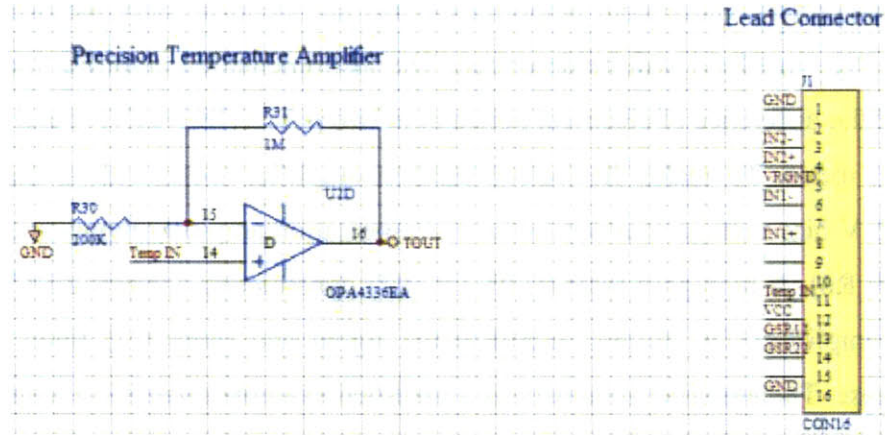 Lead Connector
Precision Temperature Amplifier
J1
R31
1M
U2D
R30
200K
GND
Temp IN
15
14
D
16
TOUT
OPA4336EA
GND
1
2
IN2-
3
IN2+
4
VRGND
5
IN1-
6
7
IN1+
8
9
10
Temp IN
11
VCC
12
13
14
15
GND
16
CON16